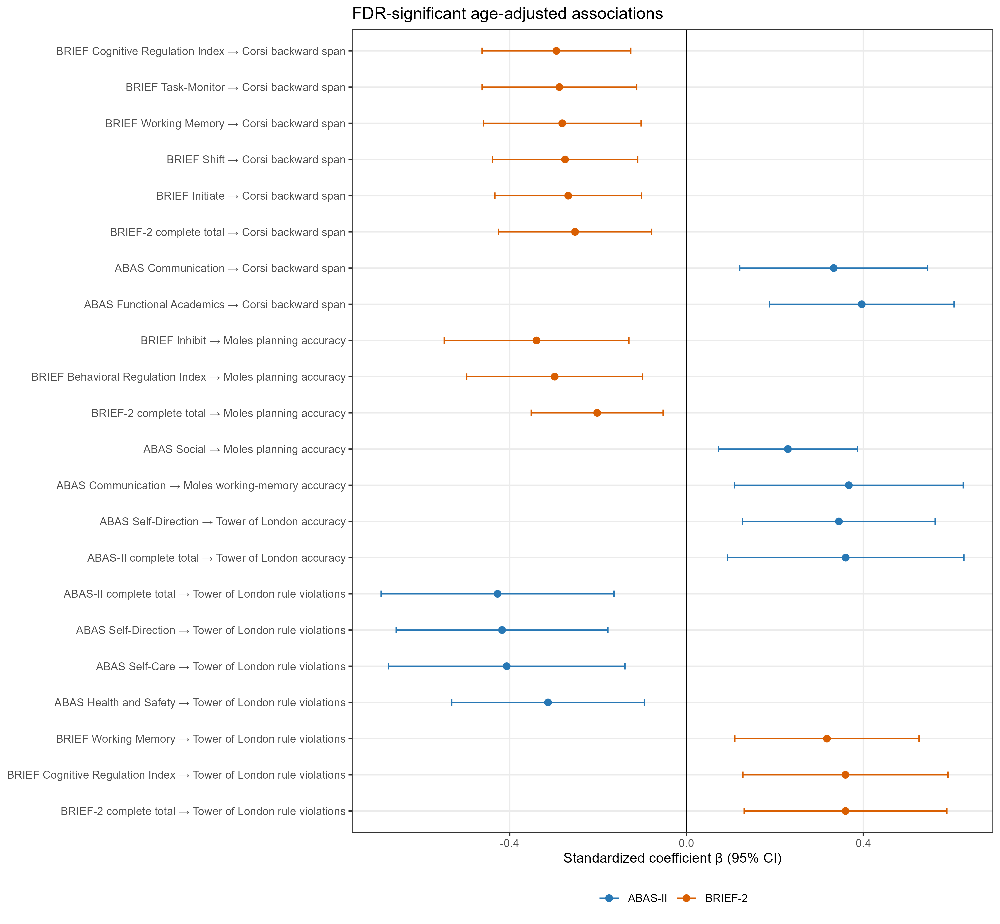 FDR-significant age-adjusted associations
BRIEF Cognitive Regulation Index → Corsi backward span
BRIEF Task-Monitor → Corsi backward span
BRIEF Working Memory → Corsi backward span
BRIEF Shift → Corsi backward span
BRIEF Initiate → Corsi backward span
BRIEF-2 complete total → Corsi backward span
ABAS Communication → Corsi backward span
ABAS Functional Academics → Corsi backward span
BRIEF Inhibit → Moles planning accuracy
BRIEF Behavioral Regulation Index → Moles planning accuracy
BRIEF-2 complete total → Moles planning accuracy
ABAS Social → Moles planning accuracy
ABAS Communication → Moles working-memory accuracy
ABAS Self-Direction → Tower of London accuracy
ABAS-II complete total → Tower of London accuracy
ABAS-II complete total → Tower of London rule violations
ABAS Self-Direction → Tower of London rule violations
ABAS Self-Care → Tower of London rule violations
ABAS Health and Safety → Tower of London rule violations
BRIEF Working Memory → Tower of London rule violations
BRIEF Cognitive Regulation Index → Tower of London rule violations
BRIEF-2 complete total → Tower of London rule violations
-0.4 0.0 0.4
Standardized coefficient β (95% CI)
ABAS-II BRIEF-2